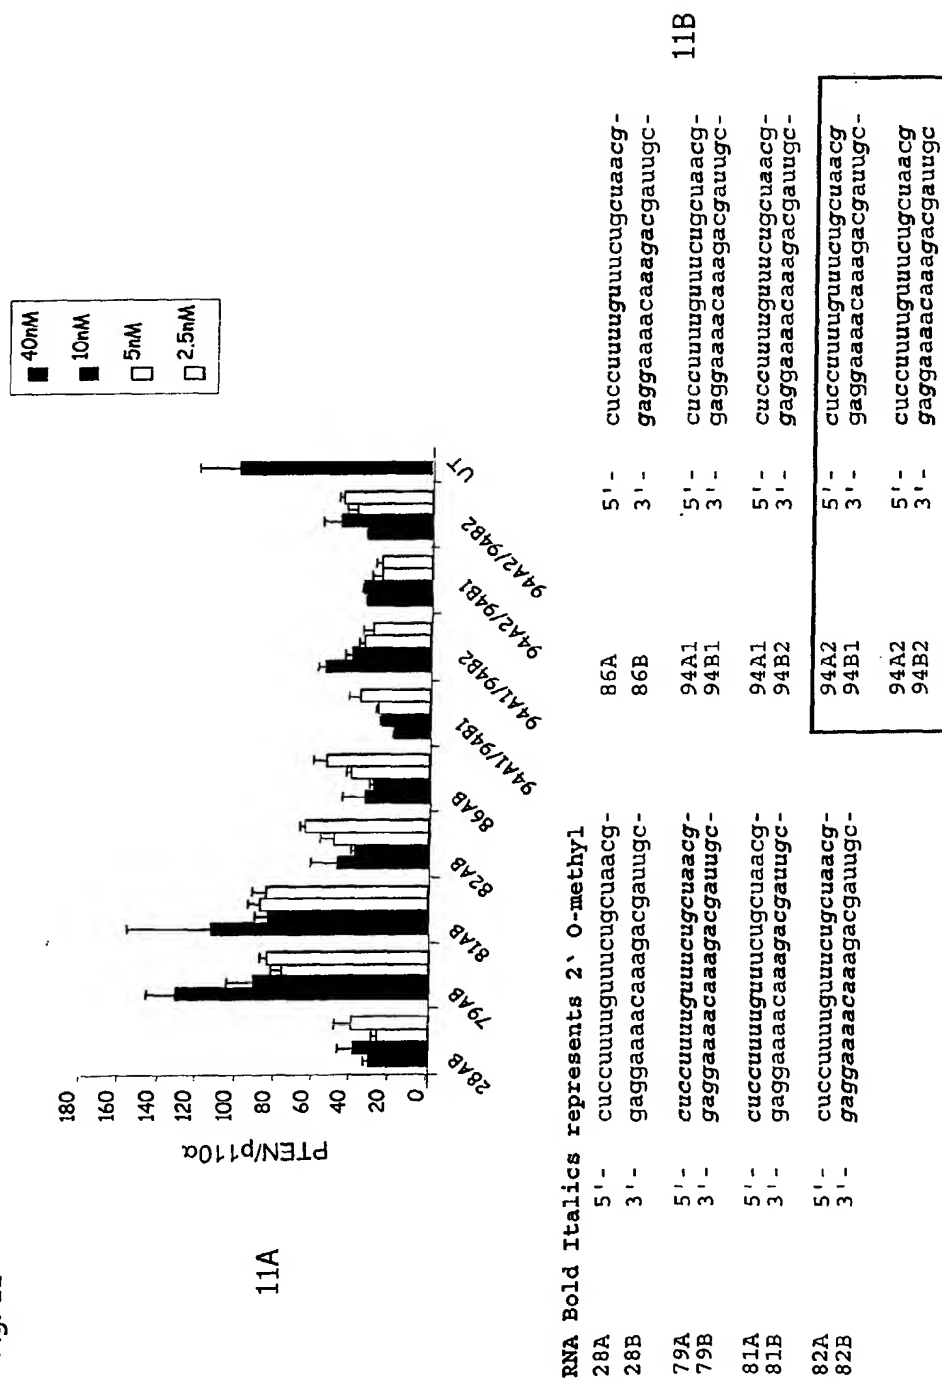 40nM
10nM
5nM
2.5nM
PTEN/p110α
180
160
140
120
100
80
60
40
20
0
28AB
79AB
81AB
82AB
86AB
94A1/94B1
94A1/94B2
94A2/94B1
94A2/94B2
UT
11A
RNA Bold Italics represents 2` O-methyl
28A 5'- cuccuuuuguuucugcuaacg-
28B 3'- gaggaaaacaaagacgauugc-
79A 5'- cuccuuuuguuucugcuaacg-
79B 3'- gaggaaaacaaagacgauugc-
81A 5'- cuccuuuuguuucugcuaacg-
81B 3'- gaggaaaacaaagacgauugc-
82A 5'- cuccuuuuguuucugcuaacg-
82B 3'- gaggaaaacaaagacgauugc-
86A 5'- cuccuuuuguuucugcuaacg-
86B 3'- gaggaaaacaaagacgauugc-
94A1 5'- cuccuuuuguuucugcuaacg-
94B1 3'- gaggaaaacaaagacgauugc-
94A1 5'- cuccuuuuguuucugcuaacg-
94B2 3'- gaggaaaacaaagacgauugc-
94A2 5'- cuccuuuuguuucugcuaacg
94B1 3'- gaggaaaacaaagacgauugc-
94A2 5'- cuccuuuuguuucugcuaacg
94B2 3'- gaggaaaacaaagacgauugc
11B